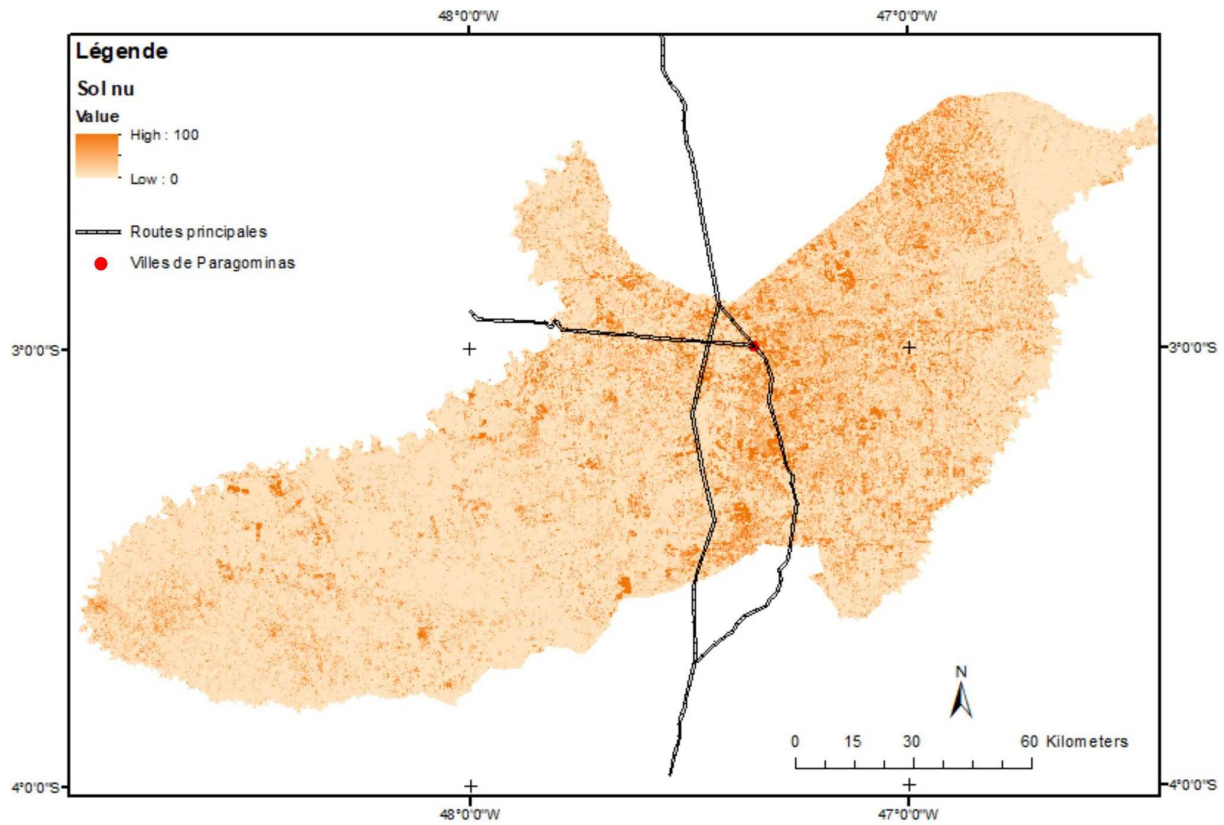 48°0'0"W 47°0'0"W
Légende
Sol nu
Value
High : 100
Low : 0
Routes principales
Villes de Paragominas
3°0'0"S 3°0'0"S
N
0 15 30 60 Kilometers
4°0'0"S 4°0'0"S
48°0'0"W 47°0'0"W